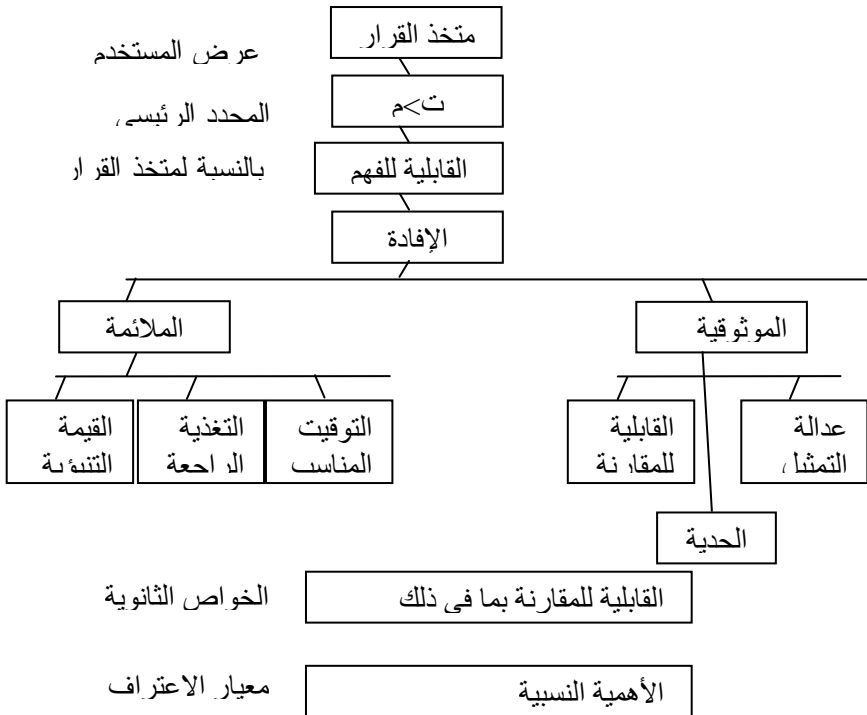 متخذ القرار
عرض المستخدم
ت>م
المحدد الرئيسي
القابلية للفهم
بالنسبة لمتخذ القرار
الإفادة
الموثوقية
الملائمة
عدالة
التمثيل
القابلية
للمقارنة
التوقيت
المناسب
التغذية
الراجعة
القيمة
التنبؤية
الحدية
الخواص الثانوية
القابلية للمقارنة بما في ذلك
معيار الاعتراف
الأهمية النسبية